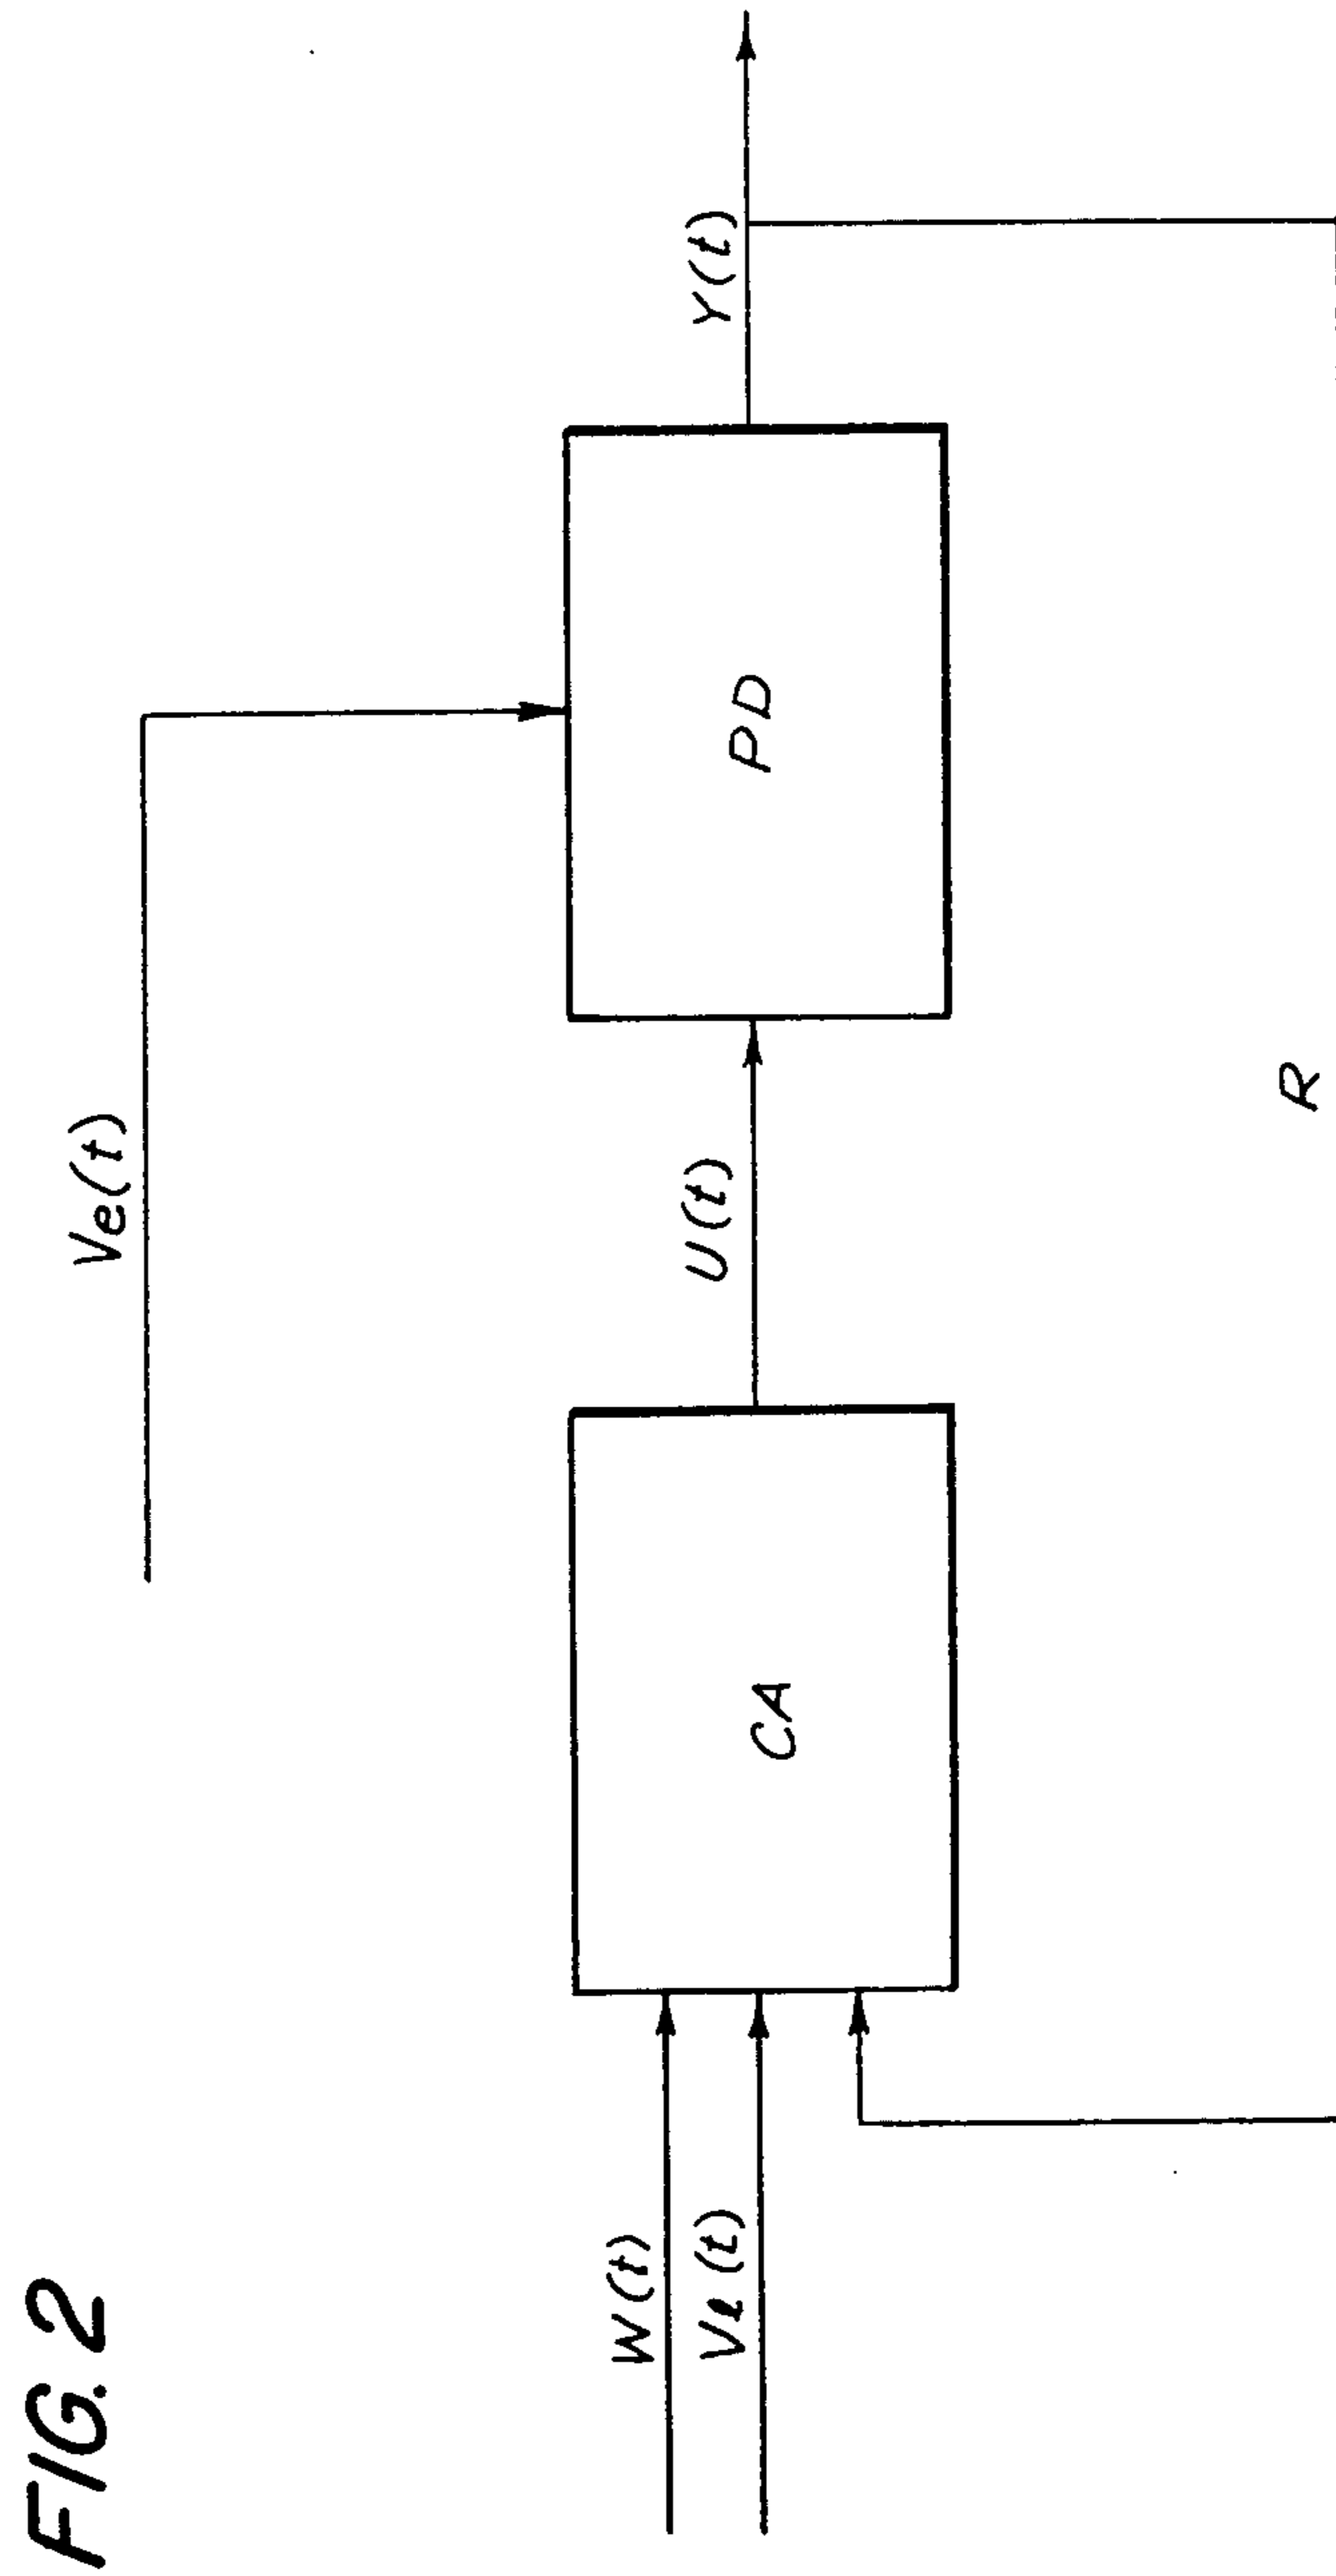 FIG. 2
Ve(t)
W(t)
Vl(t)
CA
U(t)
PD
Y(t)
R